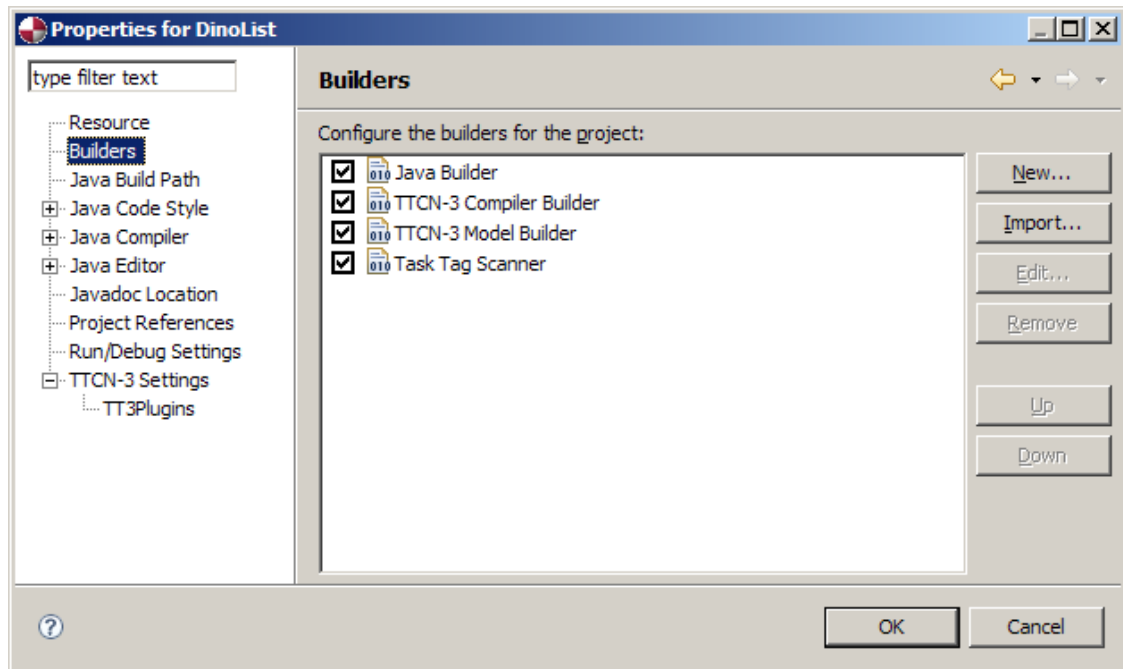 Properties for DinoList
type filter text
Resource
Builders
Java Build Path
Java Code Style
Java Compiler
Java Editor
Javadoc Location
Project References
Run/Debug Settings
TTCN-3 Settings
TT3Plugins
Builders
Configure the builders for the project:
Java Builder
TTCN-3 Compiler Builder
TTCN-3 Model Builder
Task Tag Scanner
New...
Import...
Edit...
Remove
Up
Down
OK
Cancel